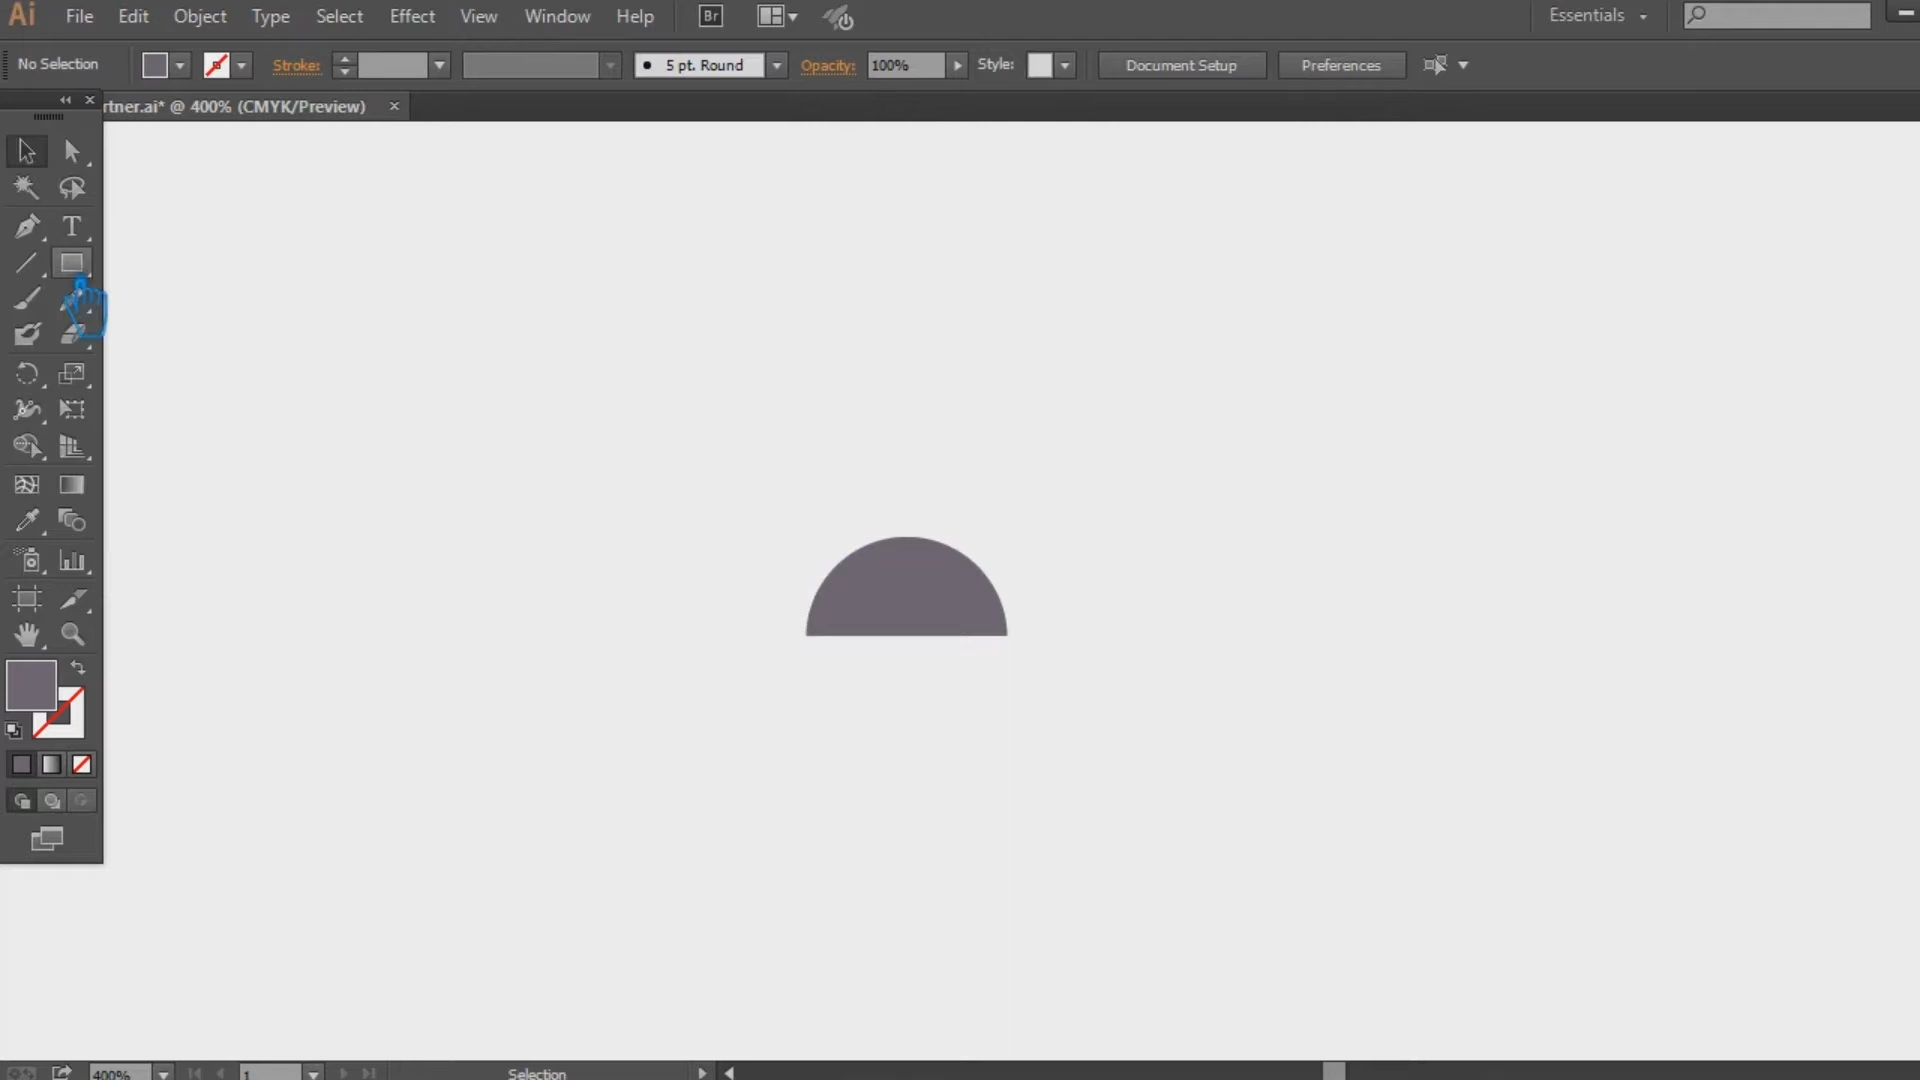 Ai File Edit Object Type Select Effect View Window Help Br Essentials
No Selection Stroke: 5 pt. Round Opacity: 100% Style: Document Setup Preferences
rtner.ai* @ 400% (CMYK/Preview) ×
T
400% 1 Selection